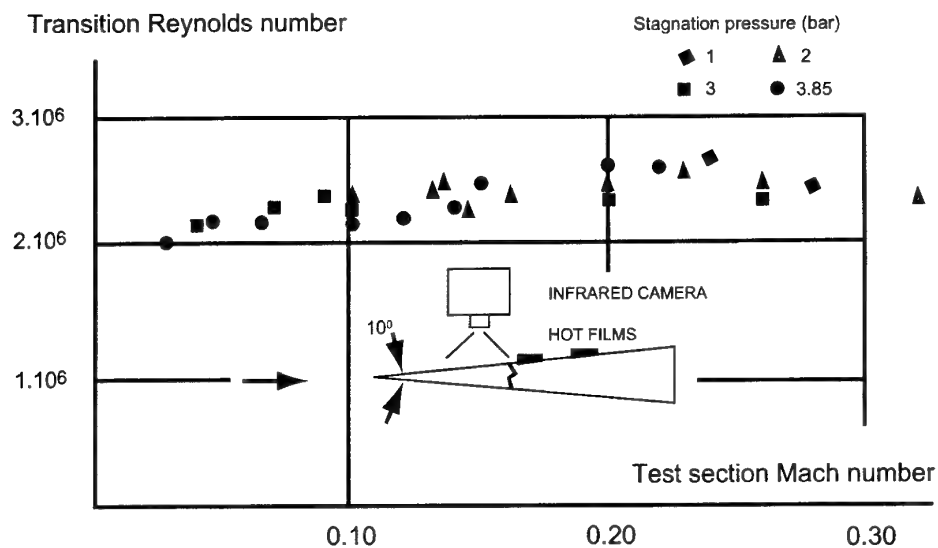 Transition Reynolds number
Stagnation pressure (bar)
1 2
3 3.85
3.10⁶
2.10⁶
INFRARED CAMERA
10⁰
HOT FILMS
1.10⁶
Test section Mach number
0.10 0.20 0.30